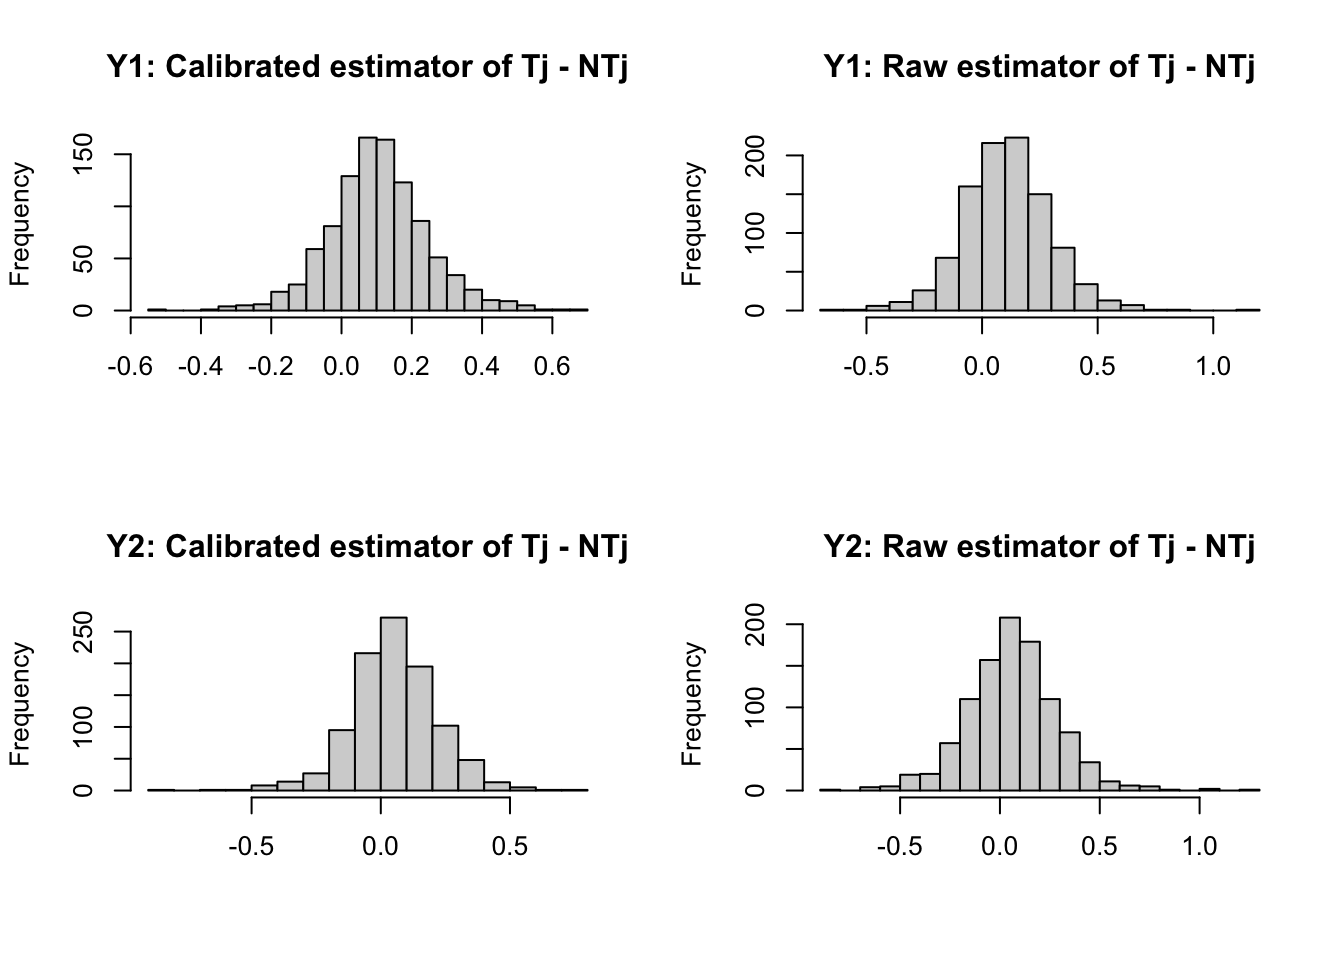 Y1: Calibrated estimator of Tj - NTj
Frequency
0 50 150
-0.6 -0.4 -0.2 0.0 0.2 0.4 0.6
Y1: Raw estimator of Tj - NTj
Frequency
0 100 200
-0.5 0.0 0.5 1.0
Y2: Calibrated estimator of Tj - NTj
Frequency
0 100 250
-0.5 0.0 0.5
Y2: Raw estimator of Tj - NTj
Frequency
0 100 200
-0.5 0.0 0.5 1.0